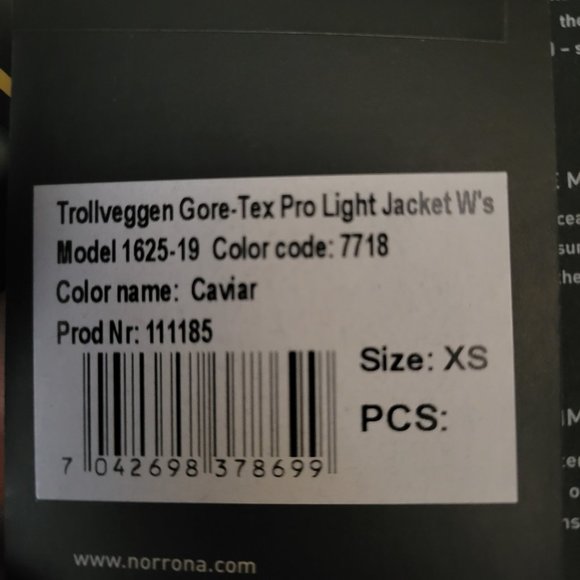 the
– s
Trollveggen Gore-Tex Pro Light Jacket W's
Model 1625-19 Color code: 7718
Color name: Caviar
Prod Nr: 111185
Size: XS
PCS:
7 042698 378699
www.norrona.com